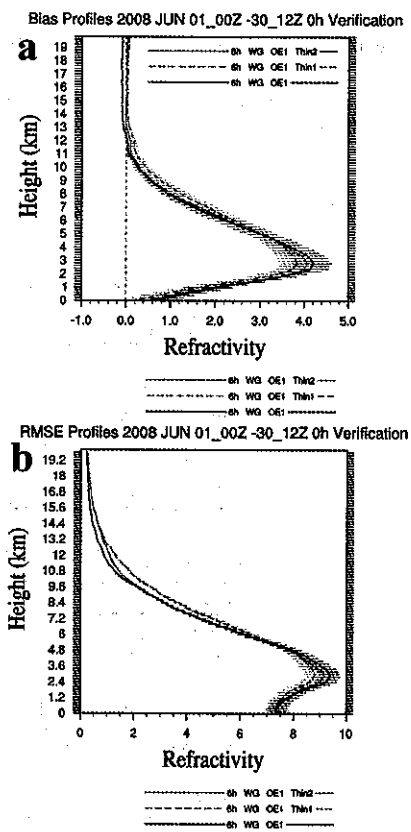 Bias Profiles 2008 JUN 01_00Z -30_12Z 0h Verification
a
6h WG OE1 Thin2
6h WG OE1 Thin1
6h WG OE1
19
18
17
16
15
14
13
12
11
10
9
8
7
6
5
4
3
2
1
0
Height (km)
-1.0 0.0 1.0 2.0 3.0 4.0 5.0
Refractivity
6h WG OE1 Thin2
6h WG OE1 Thin1
6h WG OE1
RMSE Profiles 2008 JUN 01_00Z -30_12Z 0h Verification
b
19.2
18
16.8
15.6
14.4
13.2
12
10.8
9.6
8.4
7.2
6
4.8
3.6
2.4
1.2
0
Height (km)
0 2 4 6 8 10
Refractivity
6h WG OE1 Thin2
6h WG OE1 Thin1
6h WG OE1